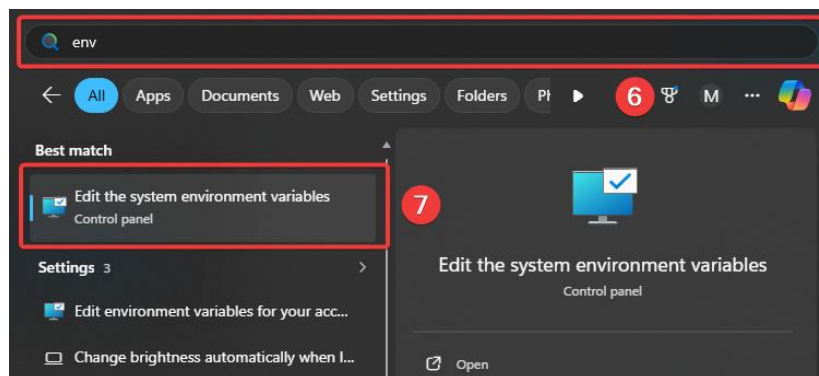 env
All Apps Documents Web Settings Folders Pl 6 M ...
Best match
Edit the system environment variables
Control panel
7
Settings 3
Edit environment variables for your acc...
Change brightness automatically when I...
Edit the system environment variables
Control panel
Open